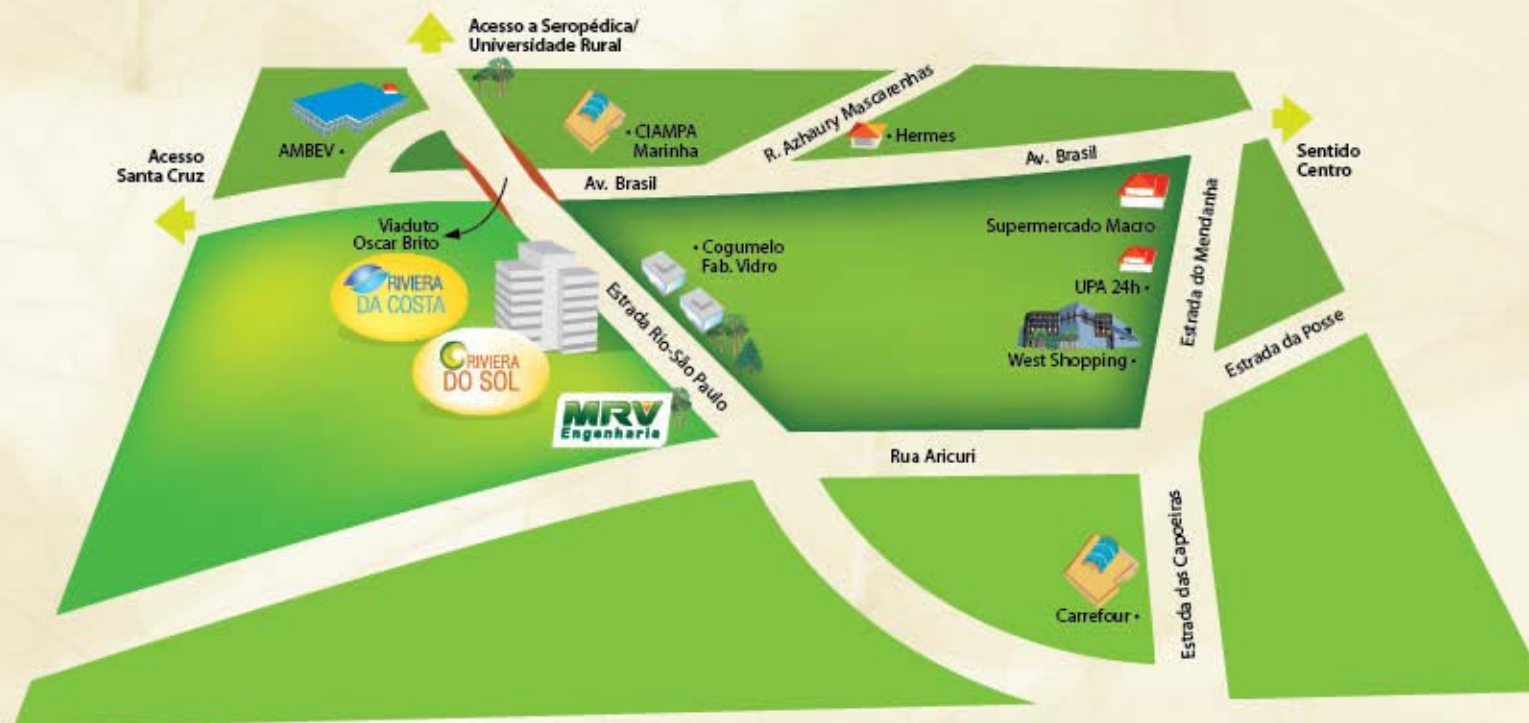 Acesso a Seropédica/
Universidade Rural
R. Azhaury Mascarenhas
• CIAMPA
Marinha
• Hermes
AMBEV •
Acesso
Santa Cruz
Av. Brasil
Av. Brasil
Sentido
Centro
Viaduto
Oscar Brito
Supermercado Macro
Estrada do Mendanha
• Cogumelo
Fab. Vidro
RIVIERA
DA COSTA
UPA 24h •
Estrada Rio-São Paulo
Estrada da Posse
West Shopping •
RIVIERA
DO SOL
MRV
Engenharia
Rua Aricuri
Estrada das Capoeiras
Carrefour •